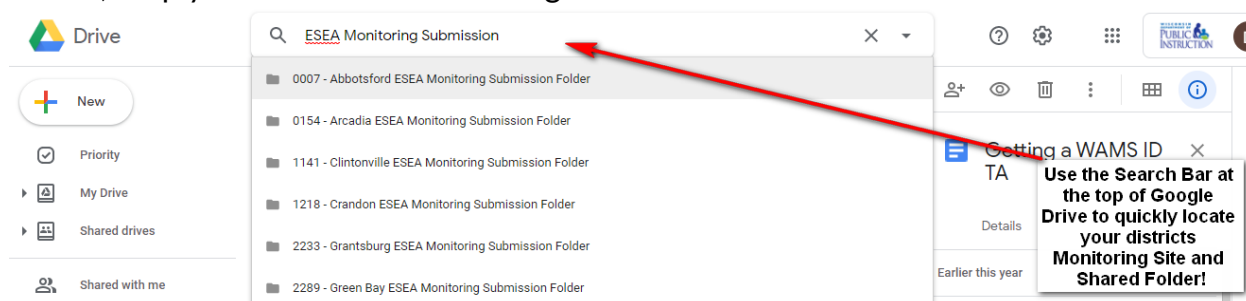 Drive
ESEA Monitoring Submission
WISCONSIN DEPARTMENT OF
PUBLIC
INSTRUCTION
New
Priority
My Drive
Shared drives
Shared with me
0007 - Abbotsford ESEA Monitoring Submission Folder
0154 - Arcadia ESEA Monitoring Submission Folder
1141 - Clintonville ESEA Monitoring Submission Folder
1218 - Crandon ESEA Monitoring Submission Folder
2233 - Grantsburg ESEA Monitoring Submission Folder
2289 - Green Bay ESEA Monitoring Submission Folder
Getting a WAMS ID
TA
Details
Earlier this year
Use the Search Bar at
the top of Google
Drive to quickly locate
your districts
Monitoring Site and
Shared Folder!